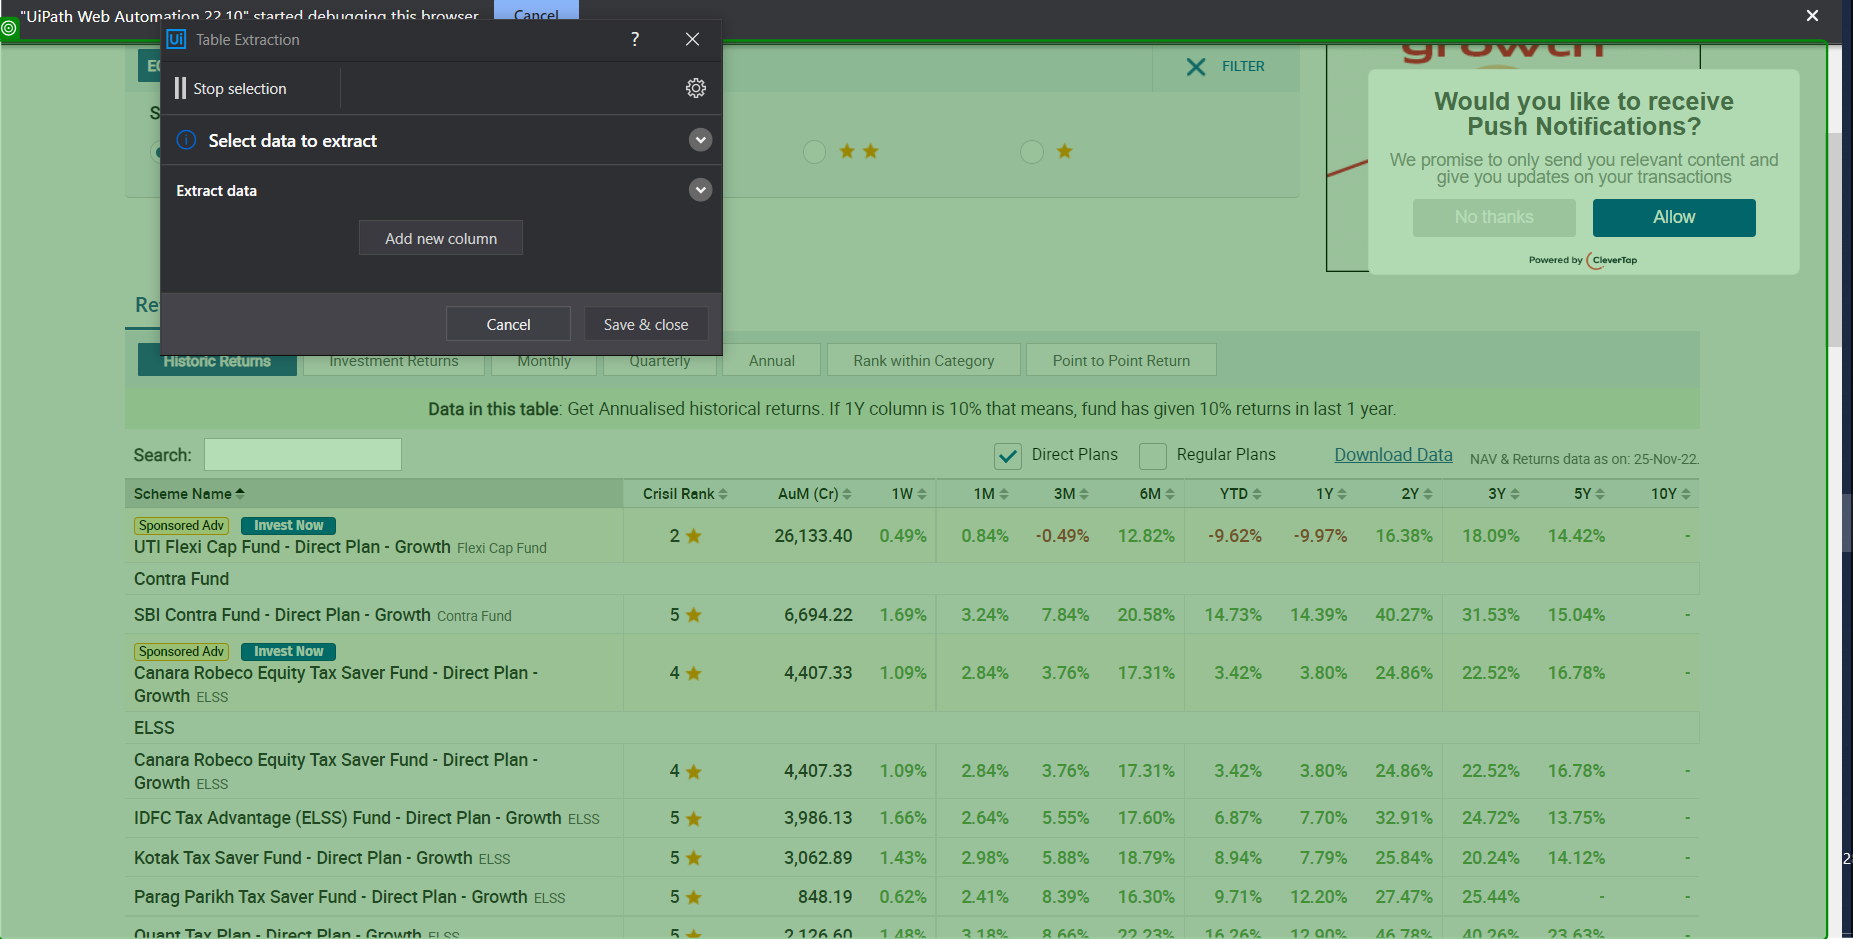 "UiPath Web Automation 22.10" started debugging this browser
Cancel
Table Extraction ?
Stop selection
Select data to extract
Extract data
Add new column
Cancel Save & close
FILTER
growth
Would you like to receive
Push Notifications?
We promise to only send you relevant content and
give you updates on your transactions
No thanks Allow
Powered by CleverTap
Historic Returns Investment Returns Monthly Quarterly Annual Rank within Category Point to Point Return
Data in this table: Get Annualised historical returns. If 1Y column is 10% that means, fund has given 10% returns in last 1 year.
Search: Direct Plans Regular Plans Download Data NAV & Returns data as on: 25-Nov-22.
Scheme Name Crisil Rank AuM (Cr) 1W 1M 3M 6M YTD 1Y 2Y 3Y 5Y 10Y
Sponsored Adv Invest Now
UTI Flexi Cap Fund - Direct Plan - Growth Flexi Cap Fund 2 26,133.40 0.49% 0.84% -0.49% 12.82% -9.62% -9.97% 16.38% 18.09% 14.42% -
Contra Fund
SBI Contra Fund - Direct Plan - Growth Contra Fund 5 6,694.22 1.69% 3.24% 7.84% 20.58% 14.73% 14.39% 40.27% 31.53% 15.04% -
Sponsored Adv Invest Now
Canara Robeco Equity Tax Saver Fund - Direct Plan -
Growth ELSS 4 4,407.33 1.09% 2.84% 3.76% 17.31% 3.42% 3.80% 24.86% 22.52% 16.78% -
ELSS
Canara Robeco Equity Tax Saver Fund - Direct Plan -
Growth ELSS 4 4,407.33 1.09% 2.84% 3.76% 17.31% 3.42% 3.80% 24.86% 22.52% 16.78% -
IDFC Tax Advantage (ELSS) Fund - Direct Plan - Growth ELSS 5 3,986.13 1.66% 2.64% 5.55% 17.60% 6.87% 7.70% 32.91% 24.72% 13.75% -
Kotak Tax Saver Fund - Direct Plan - Growth ELSS 5 3,062.89 1.43% 2.98% 5.88% 18.79% 8.94% 7.79% 25.84% 20.24% 14.12% -
Parag Parikh Tax Saver Fund - Direct Plan - Growth ELSS 5 848.19 0.62% 2.41% 8.39% 16.30% 9.71% 12.20% 27.47% 25.44% - -
Quant Tax Plan - Direct Plan - Growth ELSS 5 2,126.60 1.48% 3.18% 8.66% 22.23% 16.26% 12.90% 46.78% 40.26% 23.63% -